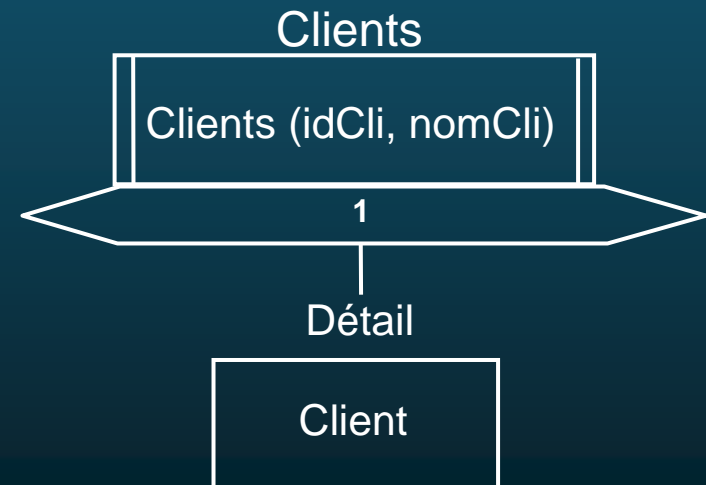 Clients
Clients (idCli, nomCli)
1
Détail
Client